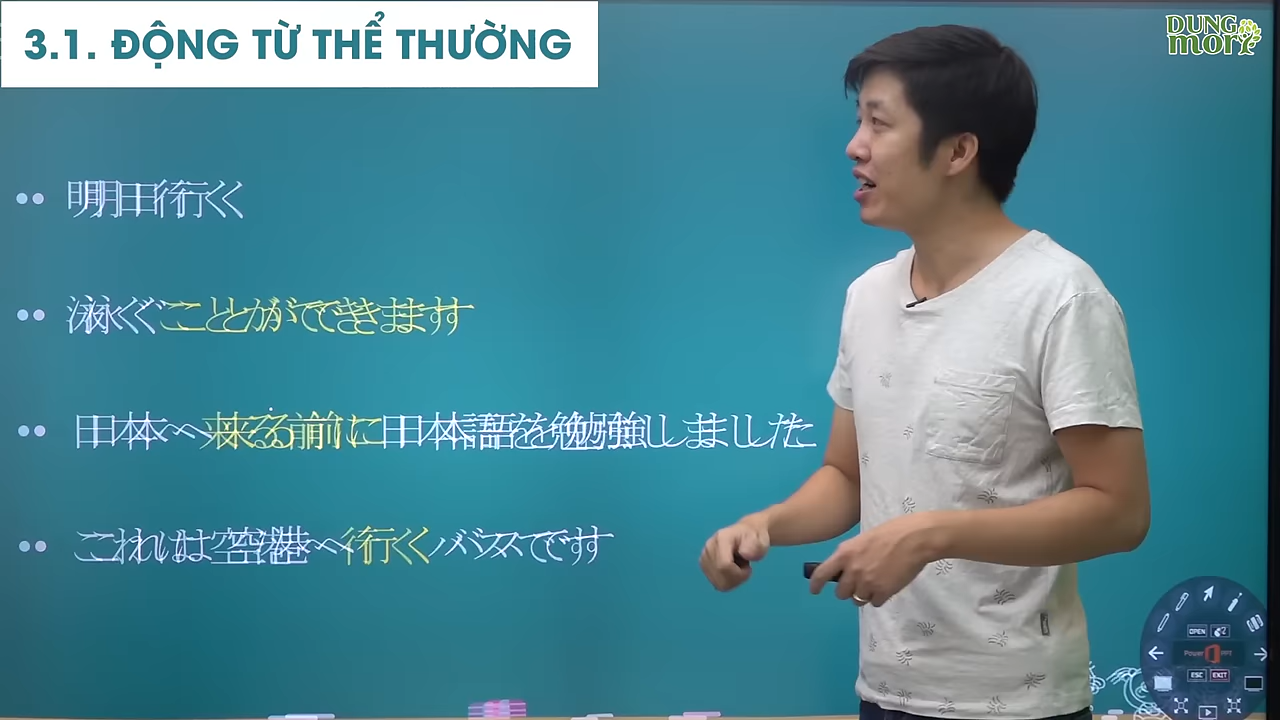 3.1. ĐỘNG TỪ THỂ THƯỜNG
DUNG
mori
明日行く
泳ぐことができます
日本へ来る前に日本語を勉強しました
これは空港へ行くバスです
OPEN
Power PPT
ESC EXIT